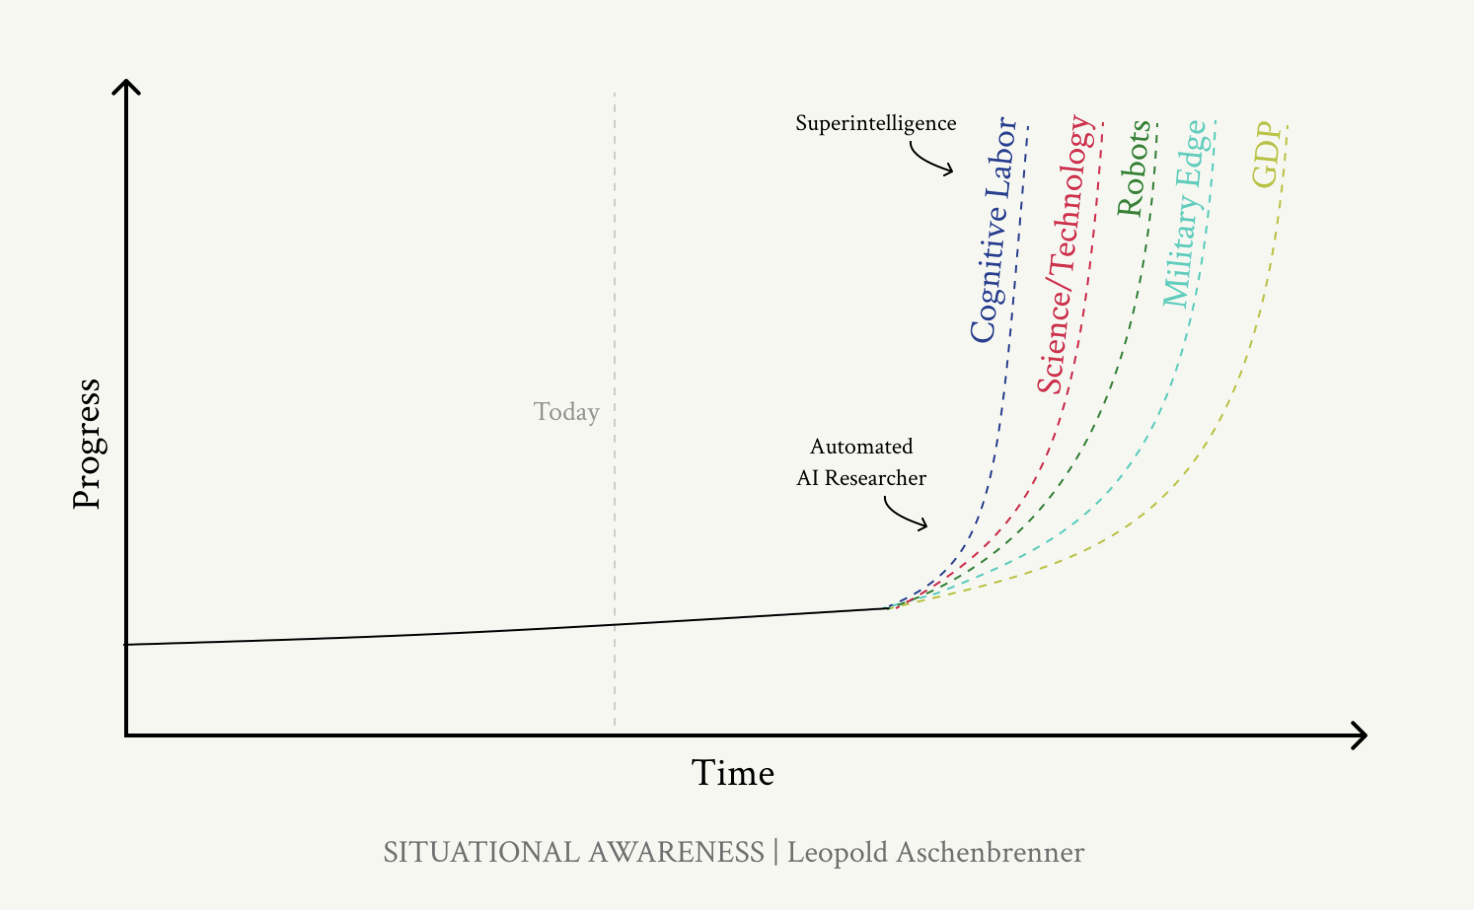 Superintelligence
Cognitive Labor
Science/Technology
Robots
Military Edge
GDP
Today
Automated
AI Researcher
Progress
Time
SITUATIONAL AWARENESS | Leopold Aschenbrenner